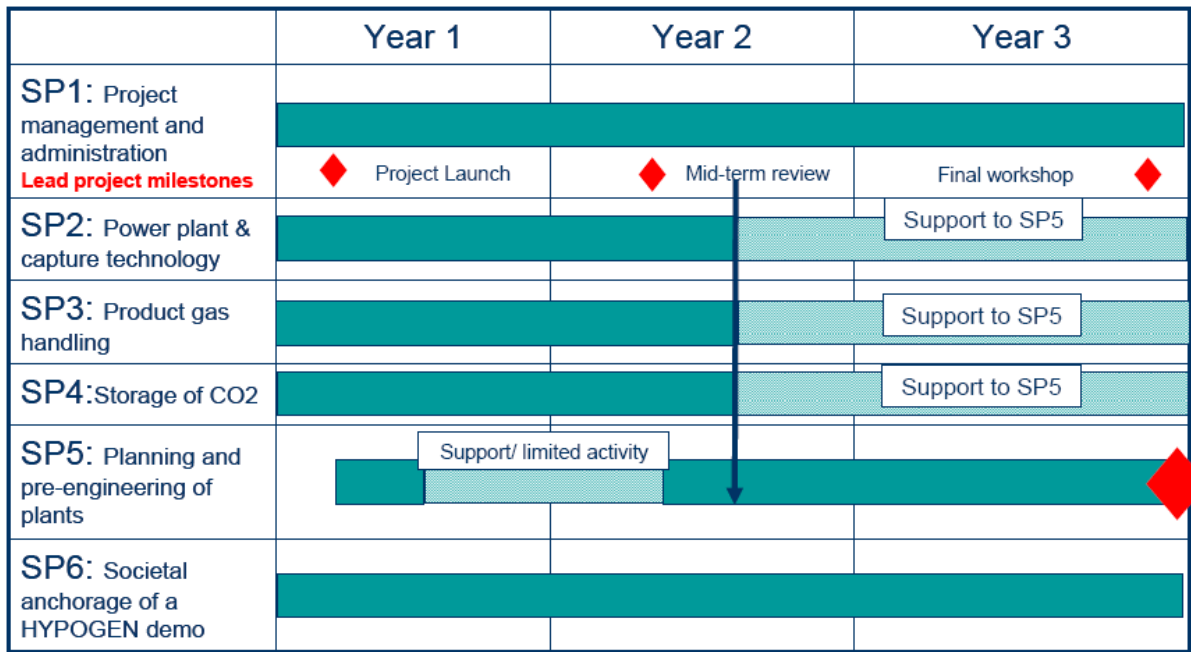 Year 1
Year 2
Year 3
SP1: Project
management and
administration
Lead project milestones
Project Launch
Mid-term review
Final workshop
SP2: Power plant &
capture technology
Support to SP5
SP3: Product gas
handling
Support to SP5
SP4:Storage of CO2
Support to SP5
SP5: Planning and
pre-engineering of
plants
Support/ limited activity
SP6: Societal
anchorage of a
HYPOGEN demo